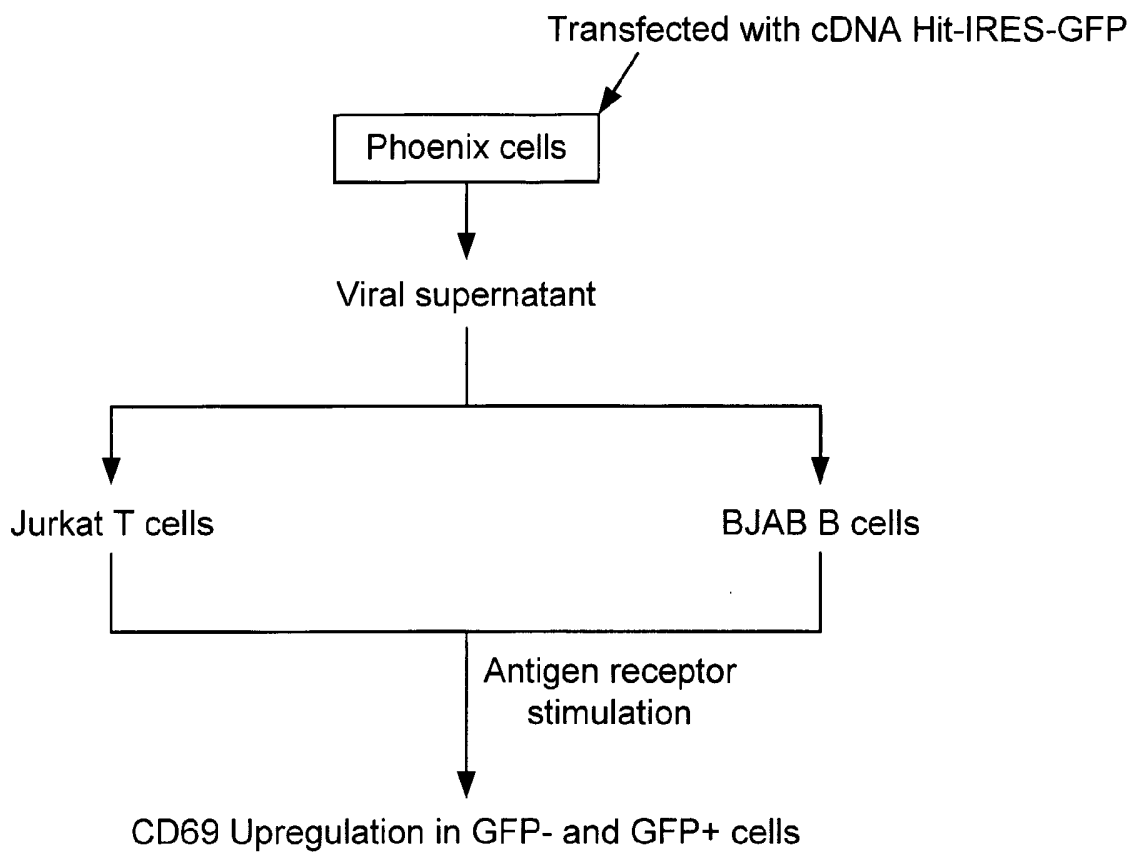 Transfected with cDNA Hit-IRES-GFP
Phoenix cells
Viral supernatant
Jurkat T cells
BJAB B cells
Antigen receptor
stimulation
CD69 Upregulation in GFP- and GFP+ cells